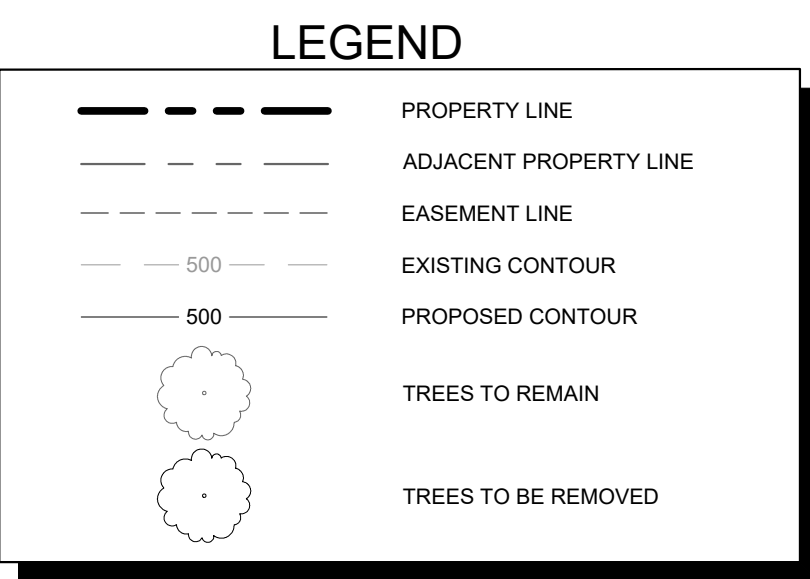 LEGEND
PROPERTY LINE
ADJACENT PROPERTY LINE
EASEMENT LINE
500 EXISTING CONTOUR
500 PROPOSED CONTOUR
TREES TO REMAIN
TREES TO BE REMOVED